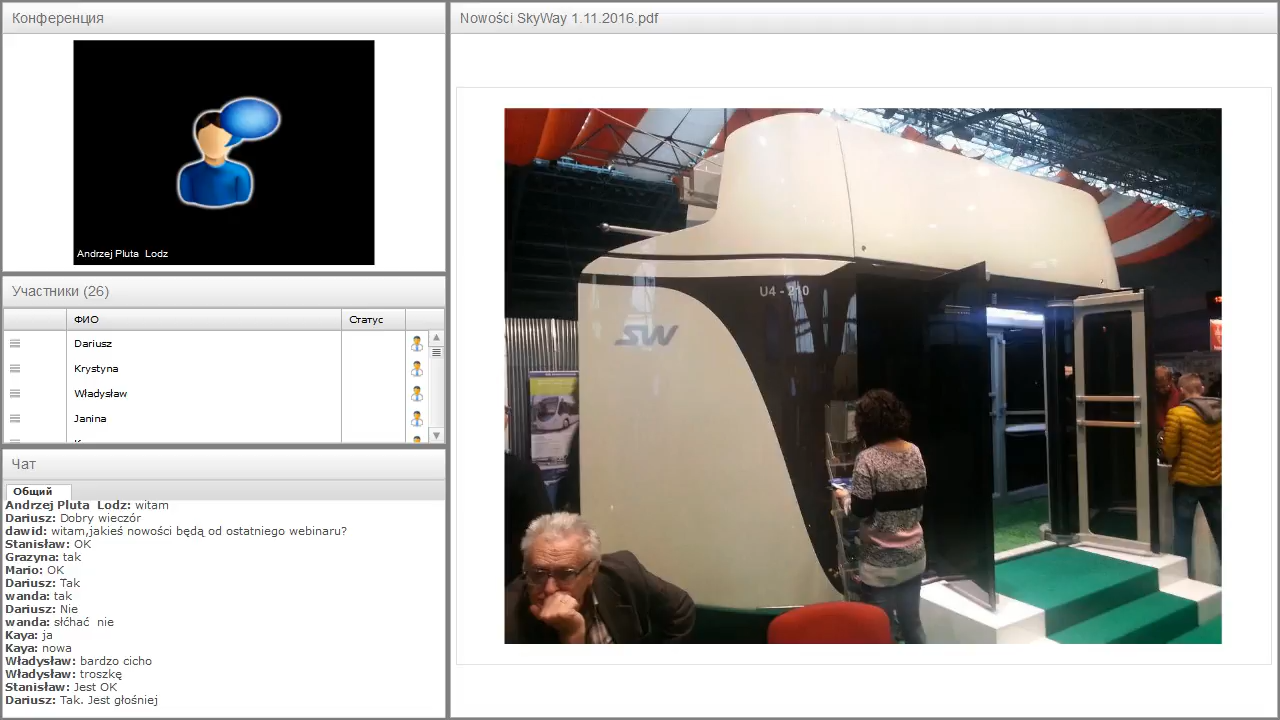 Конференция
Andrzej Pluta Lodz
Участники (26)
ФИО
Статус
Dariusz
Krystyna
Władysław
Janina
Чат
Общий
Andrzej Pluta Lodz: witam
Dariusz: Dobry wieczór
dawid: witam,jakieś nowości będą od ostatniego webinaru?
Stanisław: OK
Grazyna: tak
Mario: OK
Dariusz: Tak
wanda: tak
Dariusz: Nie
wanda: słćhać nie
Kaya: ja
Kaya: nowa
Władysław: bardzo cicho
Władysław: troszkę
Stanisław: Jest OK
Dariusz: Tak. Jest głośniej
Nowości SkyWay 1.11.2016.pdf
U4 - 210
SW